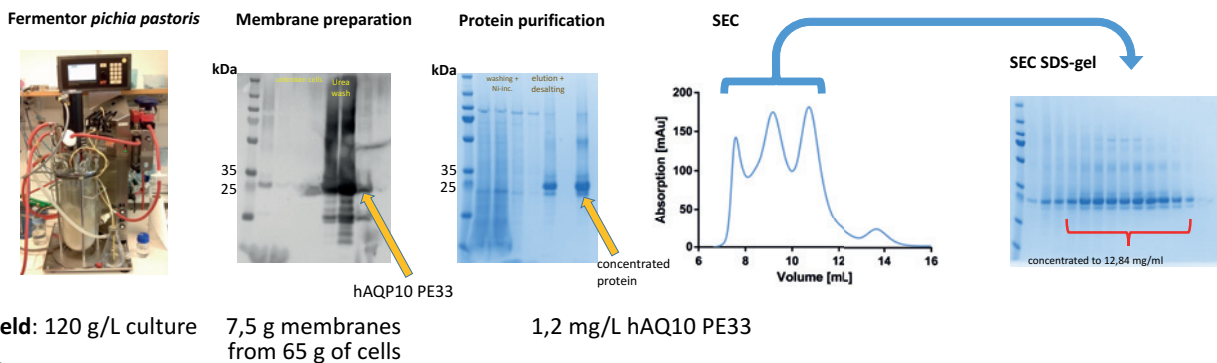 Fermentor pichia pastoris
Membrane preparation
Protein purification
SEC
SEC SDS-gel
kDa
Urea
wash
35
25
hAQP10 PE33
kDa
washing +
Ni-inc.
elution +
desalting
35
25
concentrated
protein
Absorption [mAu]
200
150
100
50
0
6
8
10
12
14
16
Volume [mL]
concentrated to 12,84 mg/ml
eld: 120 g/L culture
7,5 g membranes
from 65 g of cells
1,2 mg/L hAQ10 PE33